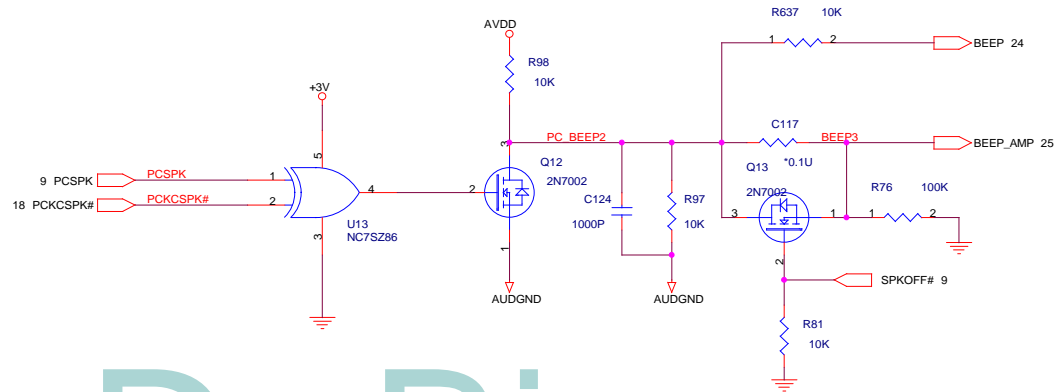 R637 10K
1 2
BEEP 24
AVDD
R98
10K
+3V
3
PC_BEEP2
C117
BEEP3
*0.1U
BEEP_AMP 25
5
Q12
2N7002
Q13
2N7002
R76 100K
9 PCSPK
PCSPK
1
4
2
18 PCKCSPK#
PCKCSPK#
2
C124
1000P
R97
10K
3
1
1 2
U13
NC7SZ86
3
1
2
SPKOFF# 9
AUDGND
AUDGND
R81
10K